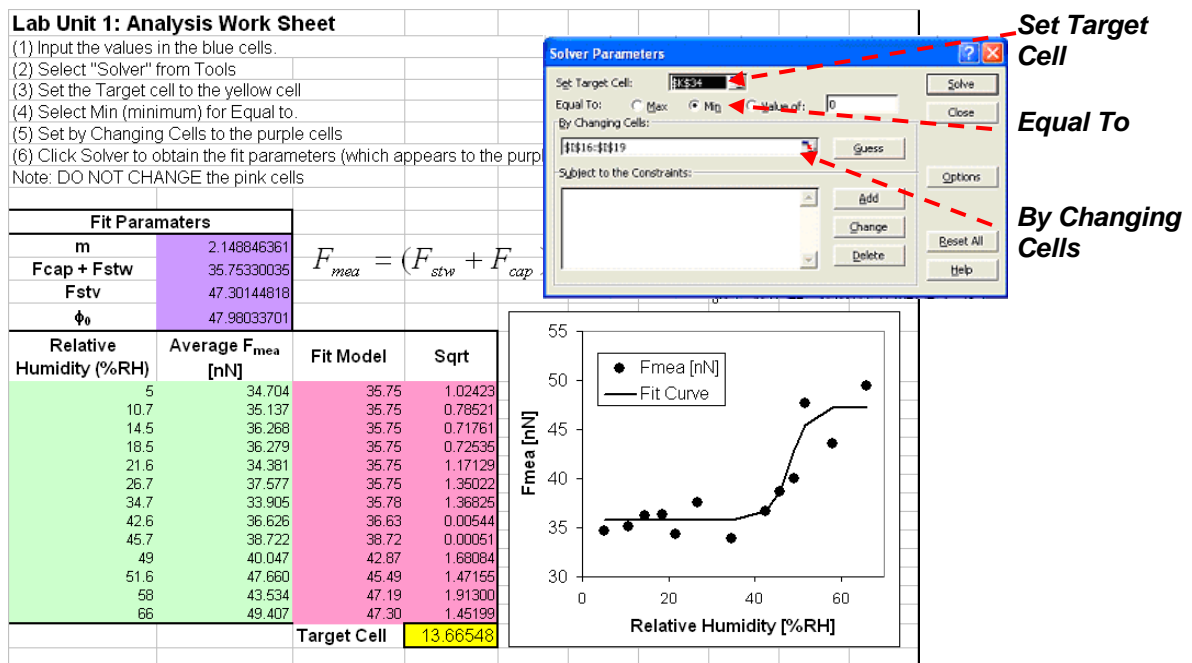 Lab Unit 1: Analysis Work Sheet
(1) Input the values in the blue cells.
(2) Select "Solver" from Tools
(3) Set the Target cell to the yellow cell
(4) Select Min (minimum) for Equal to.
(5) Set by Changing Cells to the purple cells
(6) Click Solver to obtain the fit parameters (which appears to the purpl
Note: DO NOT CHANGE the pink cells
Solver Parameters
Set Target Cell: $K$34 Solve
Equal To: Max Min Value of: 0 Close
By Changing Cells:
$I$16:$I$19 Guess
Subject to the Constraints: Options
Add
Change
Delete
Reset All
Help
Set Target
Cell
Equal To
By Changing
Cells
Fit Paramaters
m 2.148846361
Fcap + Fstw 35.75330035
Fstv 47.30144818
ϕ0 47.98033701
Fmea = (Fstw + Fcap )
Relative Humidity (%RH) Average Fmea [nN] Fit Model Sqrt
5 34.704 35.75 1.02423
10.7 35.137 35.75 0.78521
14.5 36.268 35.75 0.71761
18.5 36.279 35.75 0.72535
21.6 34.381 35.75 1.17129
26.7 37.577 35.75 1.35022
34.7 33.905 35.78 1.36825
42.6 36.626 36.63 0.00544
45.7 38.722 38.72 0.00051
49 40.047 42.87 1.68084
51.6 47.660 45.49 1.47155
58 43.534 47.19 1.91300
66 49.407 47.30 1.45199
Target Cell 13.66548
Fmea [nN]
55
50
45
40
35
30
Fmea [nN]
Fit Curve
0 20 40 60
Relative Humidity [%RH]